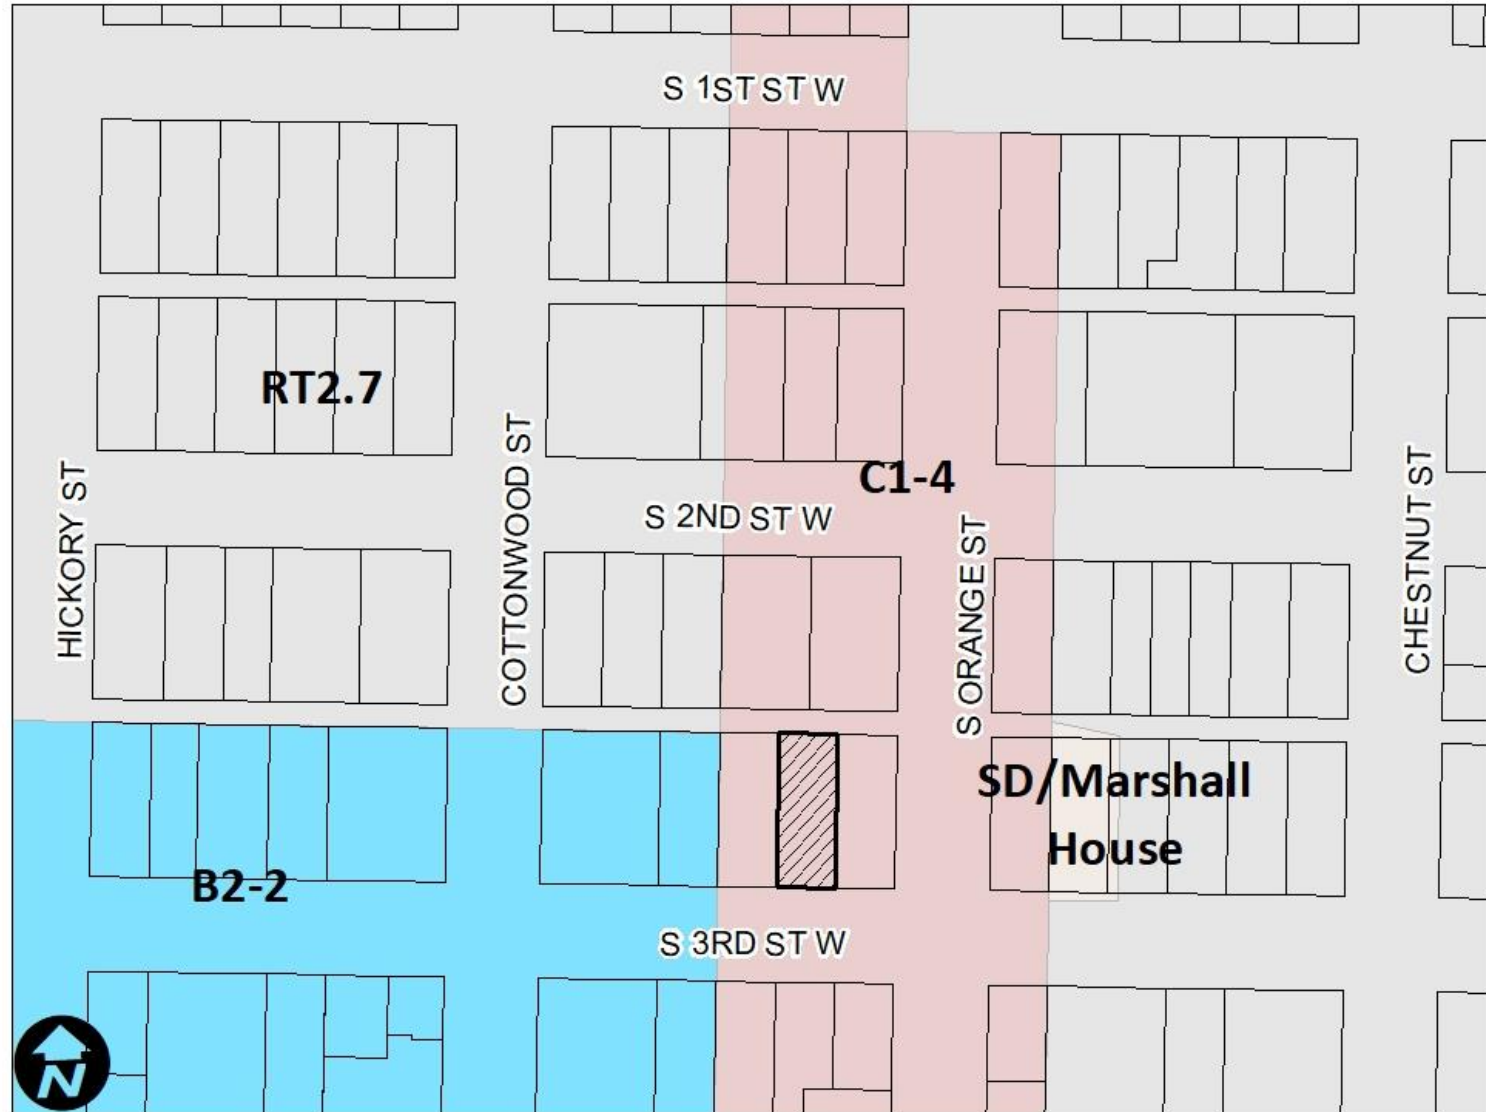 S 1ST ST W
RT2.7
C1-4
HICKORY ST
COTTONWOOD ST
S 2ND ST W
S ORANGE ST
CHESTNUT ST
SD/Marshall
House
B2-2
S 3RD ST W
N